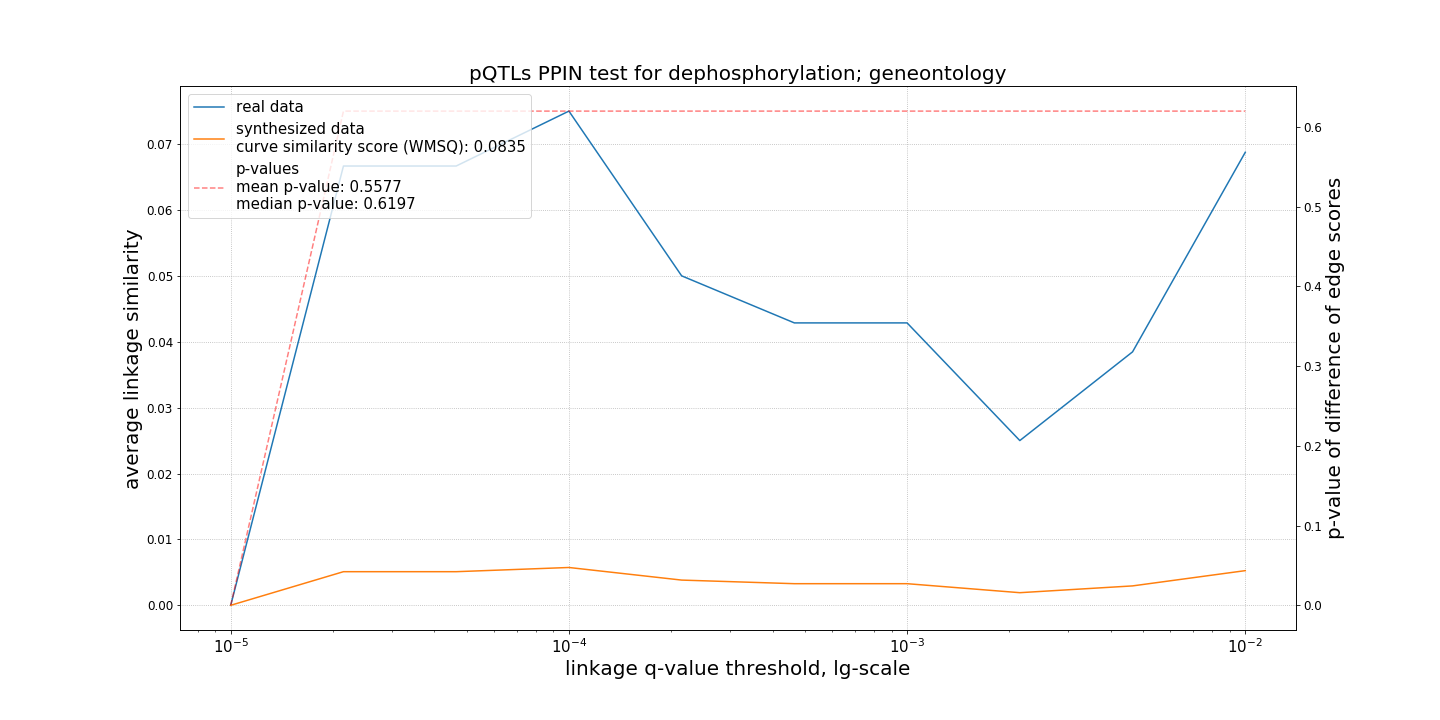 pQTLs PPIN test for dephosphorylation; geneontology
real data
synthesized data
curve similarity score (WMSQ): 0.0835
p-values
mean p-value: 0.5577
median p-value: 0.6197
average linkage similarity
0.07
0.06
0.05
0.04
0.03
0.02
0.01
0.00
p-value of difference of edge scores
0.6
0.5
0.4
0.3
0.2
0.1
0.0
10⁻⁵ 10⁻⁴ 10⁻³ 10⁻²
linkage q-value threshold, lg-scale